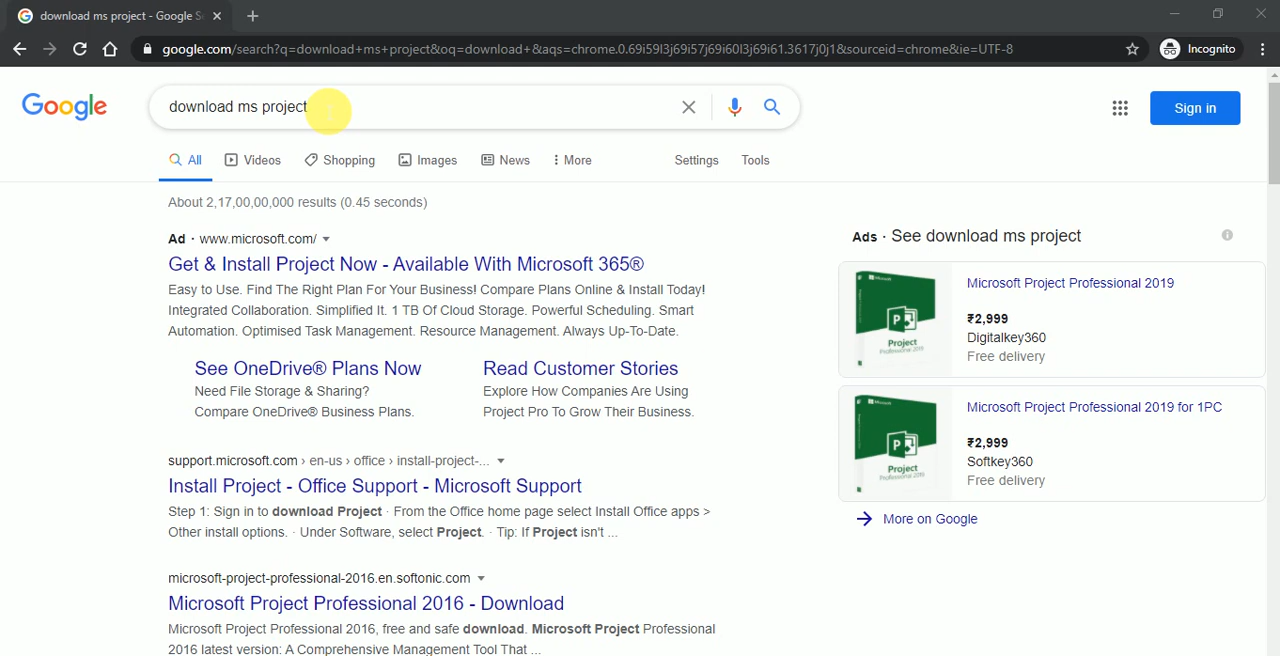 download ms project - Google S
google.com/search?q=download+ms+project&oq=download+&aqs=chrome.0.69i59l3j69i57j69i60l3j69i61.3617j0j1&sourceid=chrome&ie=UTF-8
Incognito
Google
download ms project
Sign in
All
Videos
Shopping
Images
News
More
Settings
Tools
About 2,17,00,00,000 results (0.45 seconds)
Ad · www.microsoft.com/
Get & Install Project Now - Available With Microsoft 365®
Easy to Use. Find The Right Plan For Your Business! Compare Plans Online & Install Today!
Integrated Collaboration. Simplified It. 1 TB Of Cloud Storage. Powerful Scheduling. Smart
Automation. Optimised Task Management. Resource Management. Always Up-To-Date.
See OneDrive® Plans Now
Need File Storage & Sharing?
Compare OneDrive® Business Plans.
Read Customer Stories
Explore How Companies Are Using
Project Pro To Grow Their Business.
support.microsoft.com › en-us › office › install-project-...
Install Project - Office Support - Microsoft Support
Step 1: Sign in to download Project · From the Office home page select Install Office apps >
Other install options. · Under Software, select Project. · Tip: If Project isn't ...
microsoft-project-professional-2016.en.softonic.com
Microsoft Project Professional 2016 - Download
Microsoft Project Professional 2016, free and safe download. Microsoft Project Professional
2016 latest version: A Comprehensive Management Tool That ...
Ads · See download ms project
Project
Microsoft Project Professional 2019
₹2,999
Digitalkey360
Free delivery
Project
Microsoft Project Professional 2019 for 1PC
₹2,999
Softkey360
Free delivery
More on Google